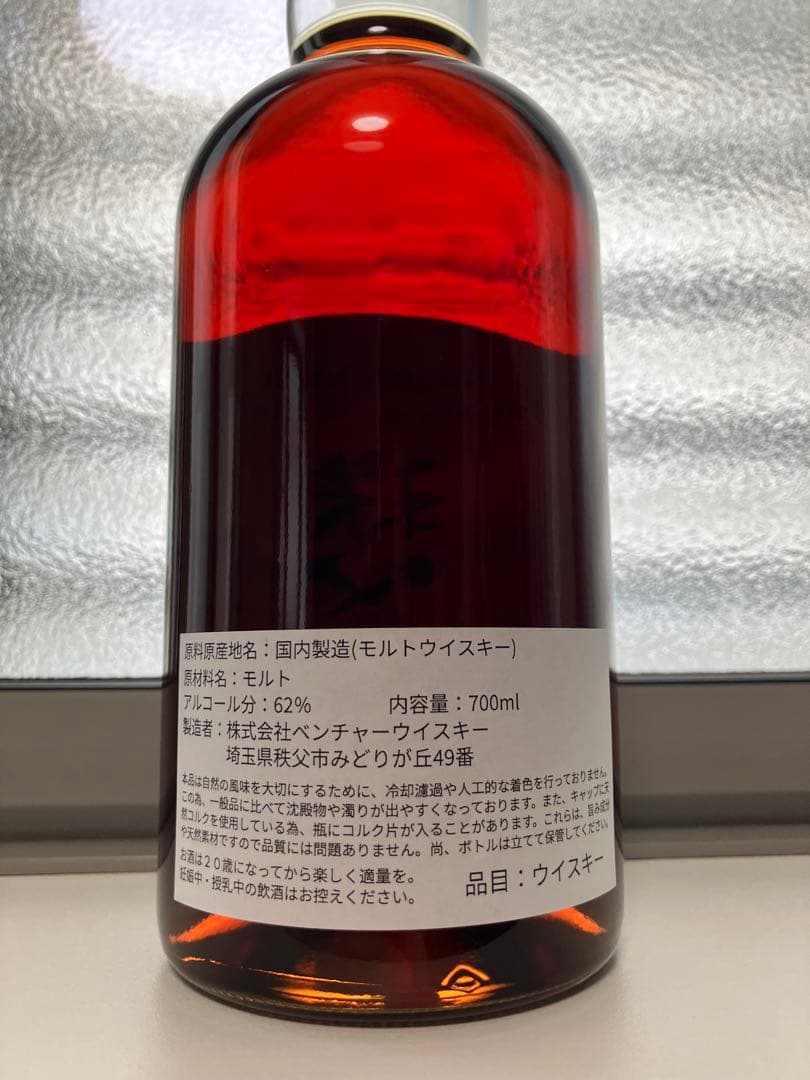 原料原産地名：国内製造(モルトウイスキー)
原材料名：モルト
アルコール分：62% 内容量：700ml
製造者：株式会社ベンチャーウイスキー
埼玉県秩父市みどりが丘49番
本品は自然の風味を大切にするために、冷却濾過や人工的な着色を行っておりません。
この為、一般品に比べて沈殿物や濁りが出やすくなっております。また、キャップに天
然コルクを使用している為、瓶にコルク片が入ることがあります。これらは、旨み成分
や天然素材ですので品質には問題ありません。尚、ボトルは立てて保管してください。
お酒は２０歳になってから楽しく適量を。
妊娠中・授乳中の飲酒はお控えください。
品目：ウイスキー